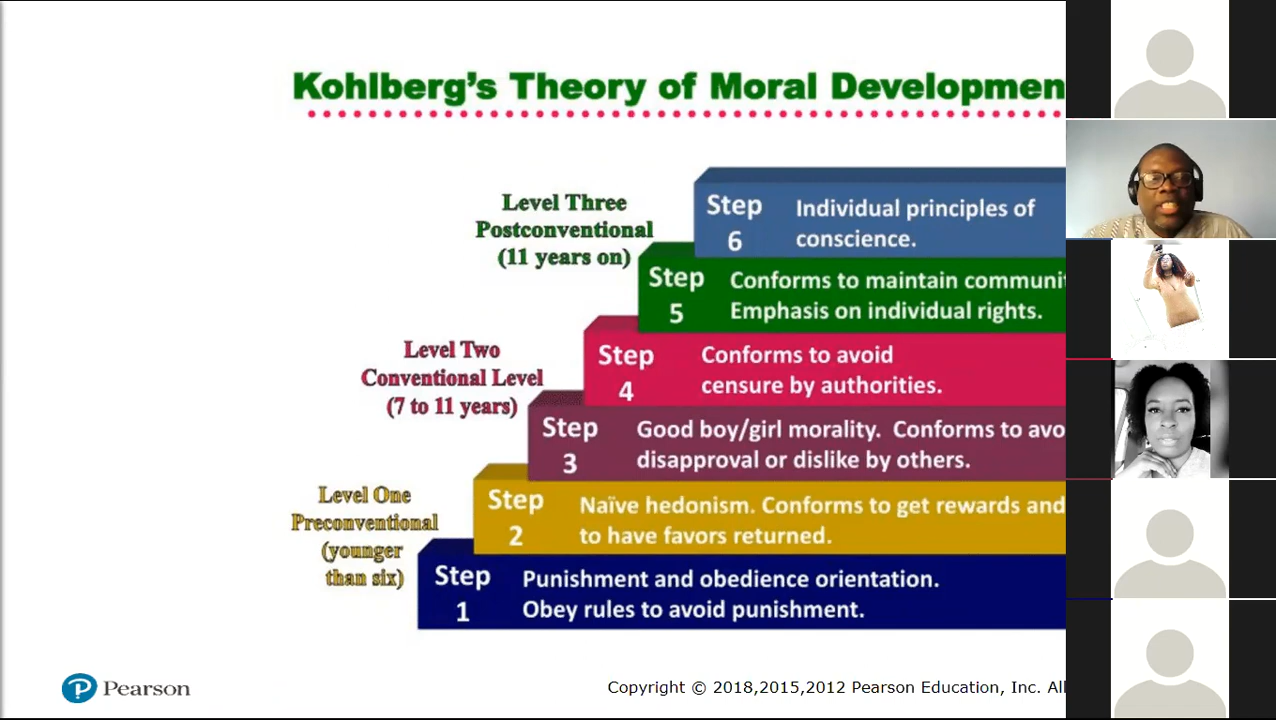 Kohlberg's Theory of Moral Developmen
Level Three
Postconventional
(11 years on)
Step
6
Individual principles of
conscience.
Step
5
Conforms to maintain communi
Emphasis on individual rights.
Level Two
Conventional Level
(7 to 11 years)
Step
4
Conforms to avoid
censure by authorities.
Step
3
Good boy/girl morality. Conforms to avo
disapproval or dislike by others.
Level One
Preconventional
(younger
than six)
Step
2
Naïve hedonism. Conforms to get rewards and
to have favors returned.
Step
1
Punishment and obedience orientation.
Obey rules to avoid punishment.
Pearson
Copyright © 2018,2015,2012 Pearson Education, Inc. All